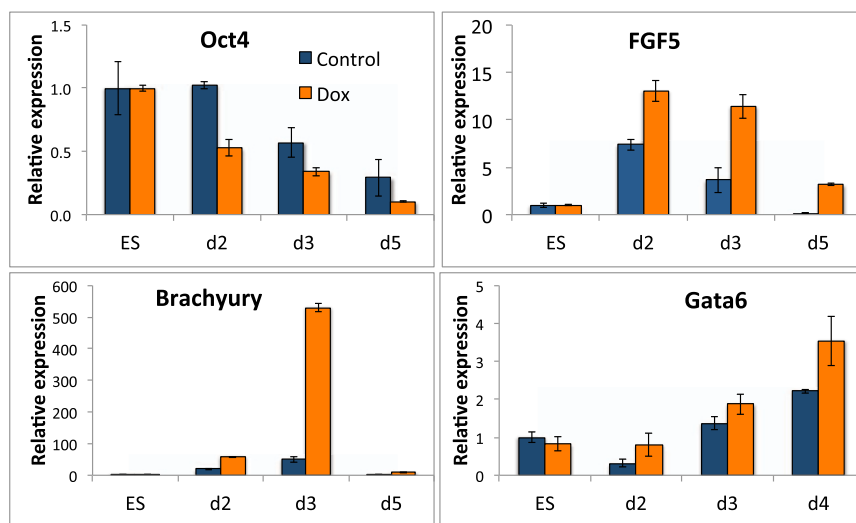 Oct4
Control
Dox
Relative expression
1.5
1.0
0.5
0.0
ES d2 d3 d5
FGF5
Relative expression
20
15
10
5
0
ES d2 d3 d5
Brachyury
Relative expression
600
500
400
300
200
100
0
ES d2 d3 d5
Gata6
Relative expression
5
4
3
2
1
0
ES d2 d3 d4